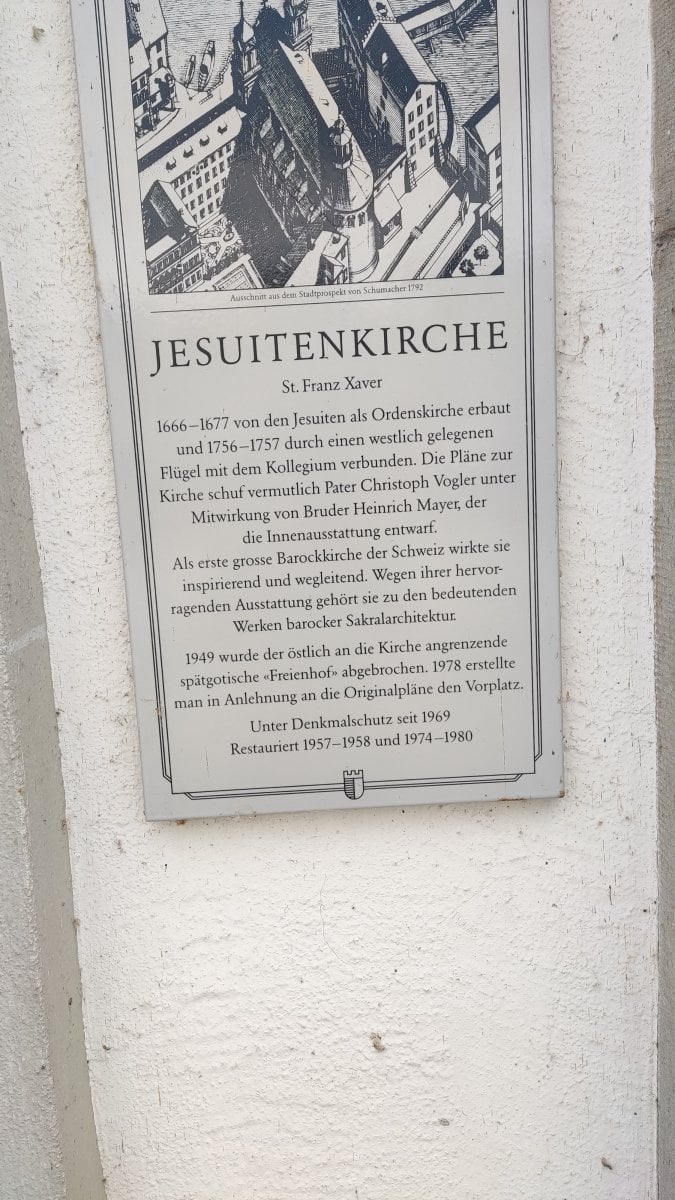 Ausschnitt aus dem Stadtprospekt von Schumacher 1792
JESUITENKIRCHE
St. Franz Xaver
1666–1677 von den Jesuiten als Ordenskirche erbaut
und 1756–1757 durch einen westlich gelegenen
Flügel mit dem Kollegium verbunden. Die Pläne zur
Kirche schuf vermutlich Pater Christoph Vogler unter
Mitwirkung von Bruder Heinrich Mayer, der
die Innenausstattung entwarf.
Als erste grosse Barockkirche der Schweiz wirkte sie
inspirierend und wegleitend. Wegen ihrer hervor-
ragenden Ausstattung gehört sie zu den bedeutenden
Werken barocker Sakralarchitektur.
1949 wurde der östlich an die Kirche angrenzende
spätgotische «Freienhof» abgebrochen. 1978 erstellte
man in Anlehnung an die Originalpläne den Vorplatz.
Unter Denkmalschutz seit 1969
Restauriert 1957–1958 und 1974–1980